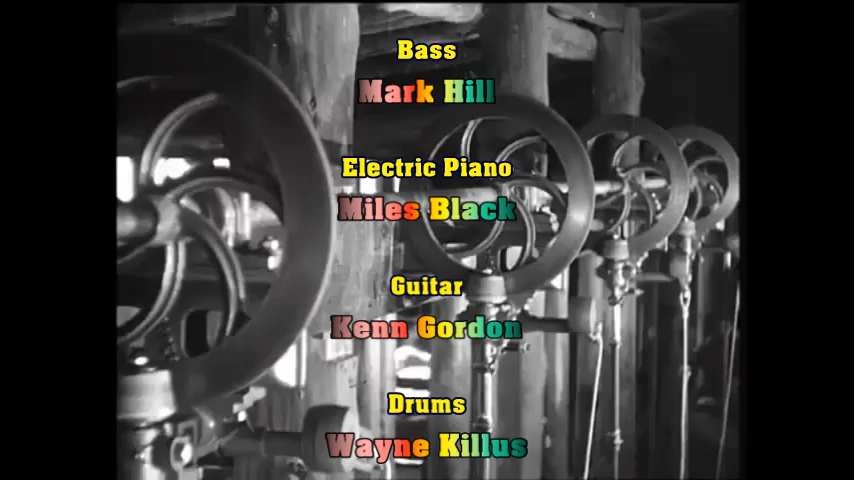 Bass
Mark Hill
Electric Piano
Miles Black
Guitar
Kenn Gordon
Drums
Wayne Killus